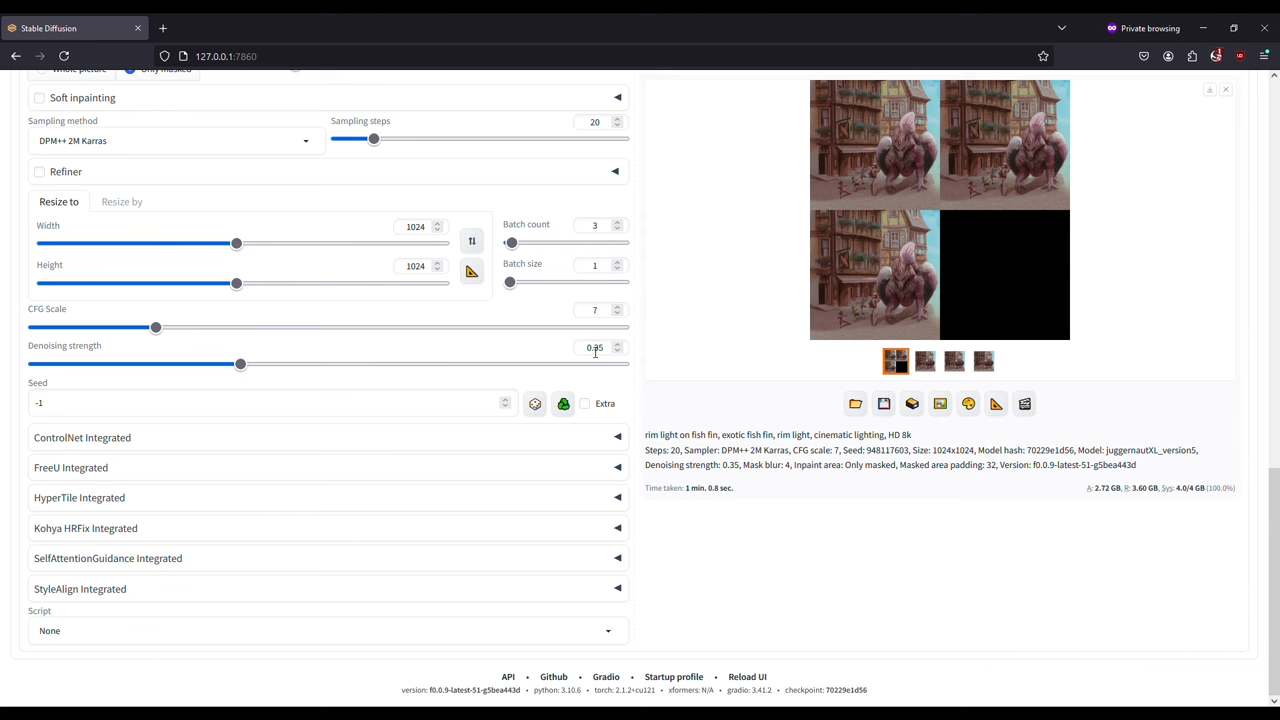 Stable Diffusion
Private browsing
127.0.0.1:7860
Whole picture Only masked
Soft inpainting
Sampling method
DPM++ 2M Karras
Sampling steps
20
Refiner
Resize to Resize by
Width
1024
Height
1024
Batch count
3
Batch size
1
CFG Scale
7
Denoising strength
0.35
Seed
-1
Extra
ControlNet Integrated
FreeU Integrated
HyperTile Integrated
Kohya HRFix Integrated
SelfAttentionGuidance Integrated
StyleAlign Integrated
Script
None
rim light on fish fin, exotic fish fin, rim light, cinematic lighting, HD 8k
Steps: 20, Sampler: DPM++ 2M Karras, CFG scale: 7, Seed: 948117603, Size: 1024x1024, Model hash: 70229e1d56, Model: juggernautXL_version5,
Denoising strength: 0.35, Mask blur: 4, Inpaint area: Only masked, Masked area padding: 32, Version: f0.0.9-latest-51-g5bea443d
Time taken: 1 min. 0.8 sec.
A: 2.72 GB, R: 3.60 GB, Sys: 4.0/4 GB (100.0%)
API • Github • Gradio • Startup profile • Reload UI
version: f0.0.9-latest-51-g5bea443d • python: 3.10.6 • torch: 2.1.2+cu121 • xformers: N/A • gradio: 3.41.2 • checkpoint: 70229e1d56